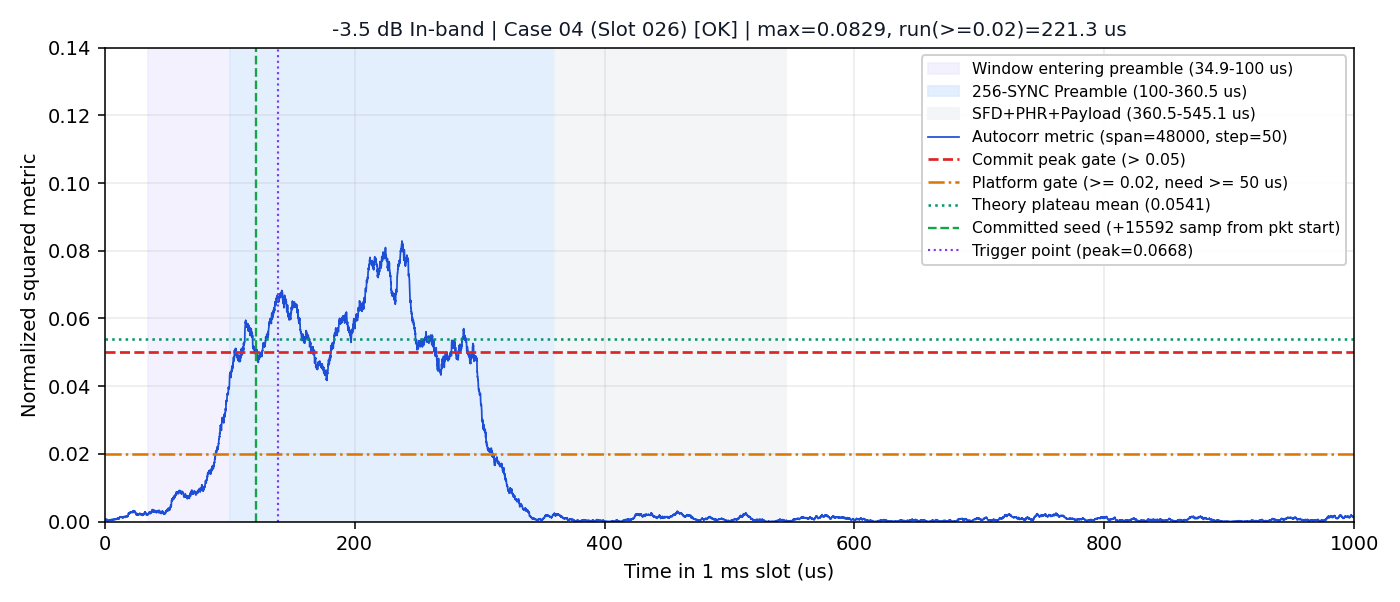 -3.5 dB In-band | Case 04 (Slot 026) [OK] | max=0.0829, run(>=0.02)=221.3 us
Normalized squared metric
0.14
0.12
0.10
0.08
0.06
0.04
0.02
0.00
Window entering preamble (34.9-100 us)
256-SYNC Preamble (100-360.5 us)
SFD+PHR+Payload (360.5-545.1 us)
Autocorr metric (span=48000, step=50)
Commit peak gate (> 0.05)
Platform gate (>= 0.02, need >= 50 us)
Theory plateau mean (0.0541)
Committed seed (+15592 samp from pkt start)
Trigger point (peak=0.0668)
0 200 400 600 800 1000
Time in 1 ms slot (us)